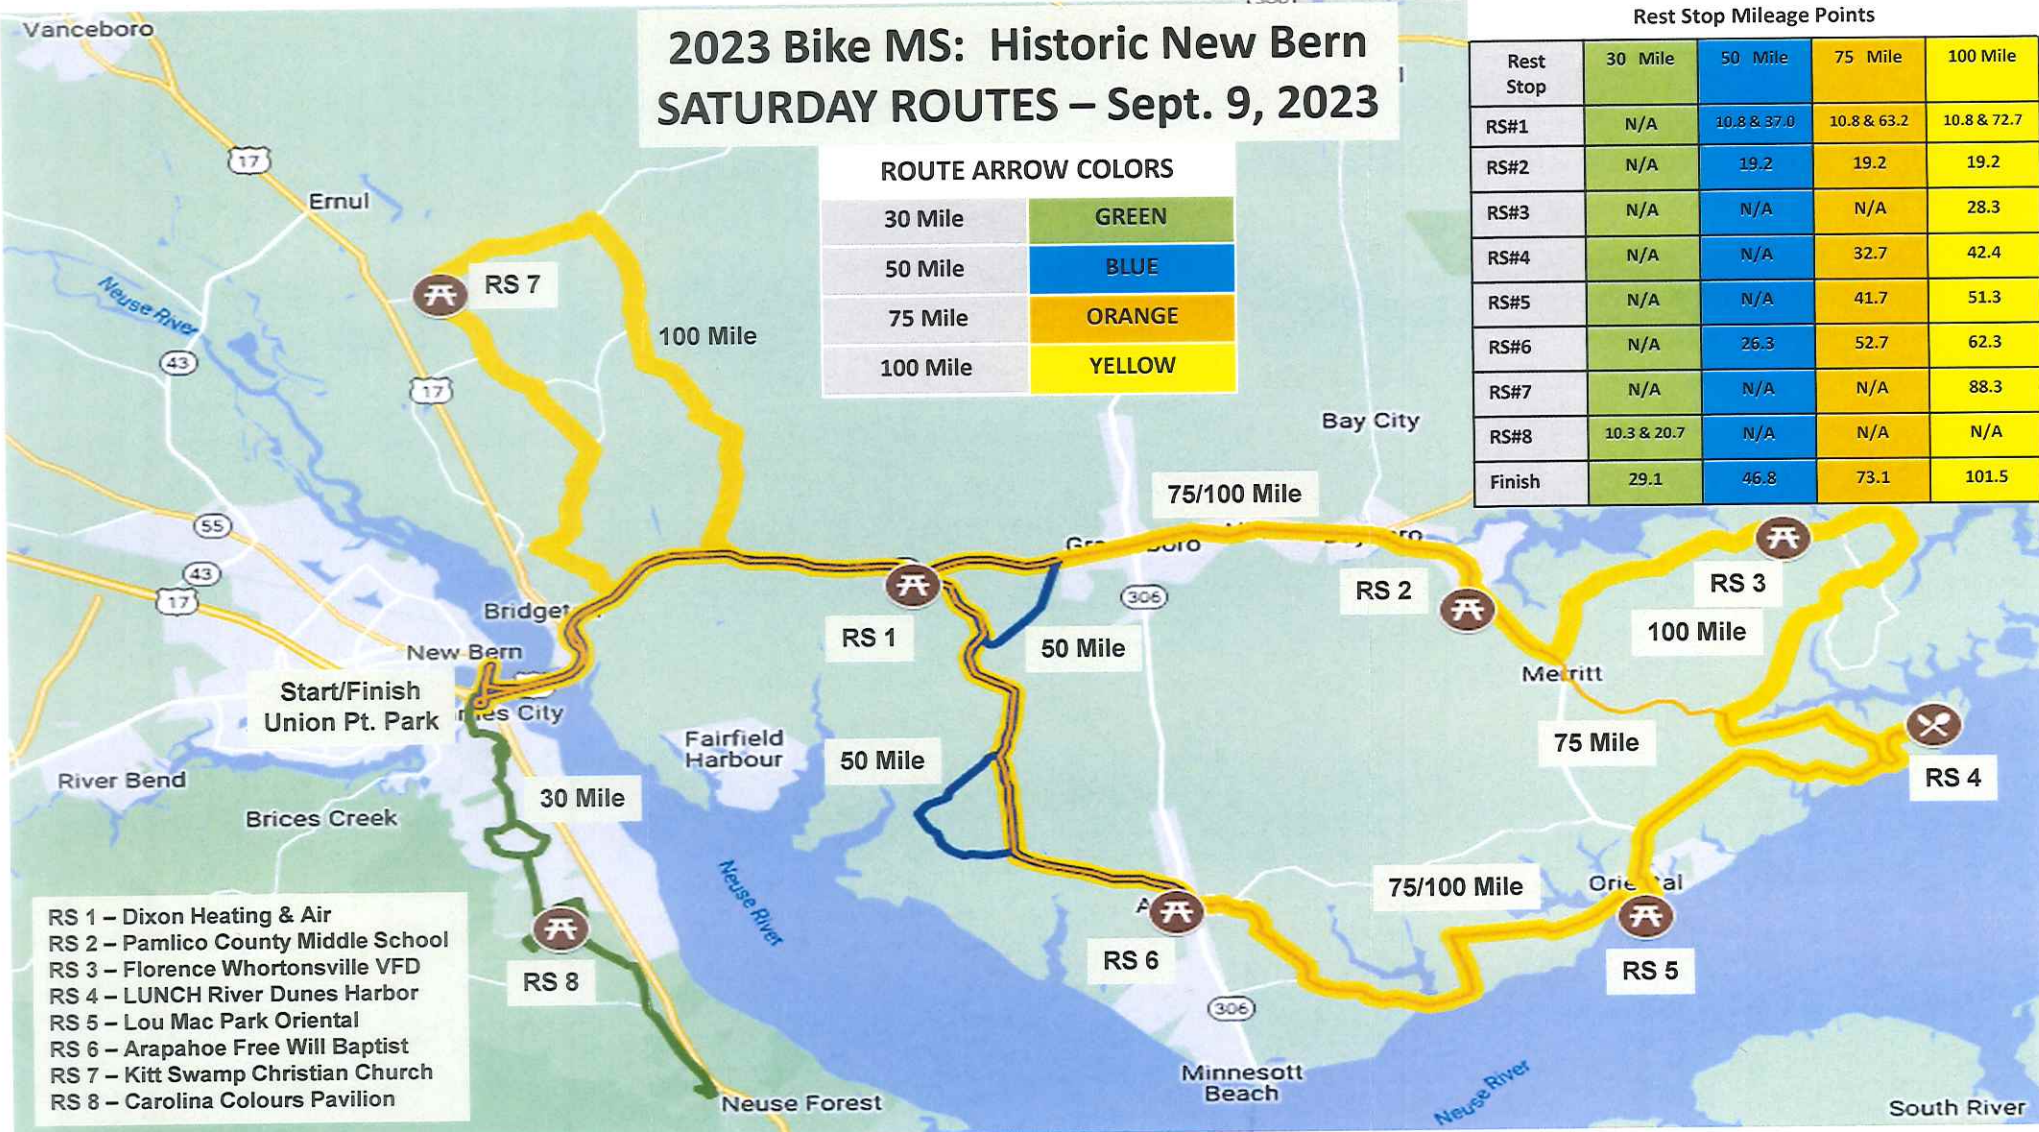 2023 Bike MS: Historic New Bern
SATURDAY ROUTES – Sept. 9, 2023
ROUTE ARROW COLORS
30 Mile GREEN
50 Mile BLUE
75 Mile ORANGE
100 Mile YELLOW
Rest Stop Mileage Points
Rest Stop 30 Mile 50 Mile 75 Mile 100 Mile
RS#1 N/A 10.8 & 37.0 10.8 & 63.2 10.8 & 72.7
RS#2 N/A 19.2 19.2 19.2
RS#3 N/A N/A N/A 28.3
RS#4 N/A N/A 32.7 42.4
RS#5 N/A N/A 41.7 51.3
RS#6 N/A 26.3 52.7 62.3
RS#7 N/A N/A N/A 88.3
RS#8 10.3 & 20.7 N/A N/A N/A
Finish 29.1 46.8 73.1 101.5
Vanceboro
17
Ernul
Neuse River
43
RS 7
100 Mile
17
Bay City
75/100 Mile
55
43
17
Bridget
New Bern
Start/Finish
Union Pt. Park
mes City
River Bend
Brices Creek
30 Mile
Fairfield
Harbour
RS 1
50 Mile
50 Mile
306
RS 2
RS 3
100 Mile
Merritt
75 Mile
RS 4
75/100 Mile
RS 5
RS 6
306
Minnesott
Beach
Neuse River
Neuse River
South River
RS 8
Neuse Forest
RS 1 – Dixon Heating & Air
RS 2 – Pamlico County Middle School
RS 3 – Florence Whortonsville VFD
RS 4 – LUNCH River Dunes Harbor
RS 5 – Lou Mac Park Oriental
RS 6 – Arapahoe Free Will Baptist
RS 7 – Kitt Swamp Christian Church
RS 8 – Carolina Colours Pavilion